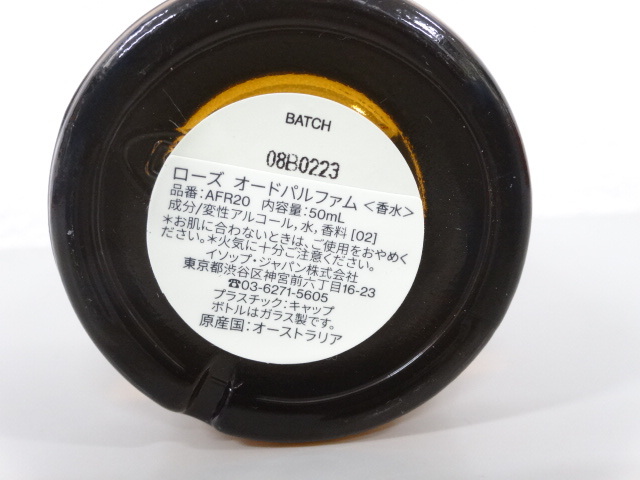 BATCH
08B0223
ローズ オードパルファム <香水>
品番:AFR20 内容量:50mL
成分/変性アルコール,水,香料 [02]
*お肌に合わないときは、ご使用をおやめく
ださい。*火気に十分ご注意ください。
イソップ・ジャパン株式会社
東京都渋谷区神宮前六丁目16-23
☎03-6271-5605
プラスチック:キャップ
ボトルはガラス製です。
原産国:オーストラリア